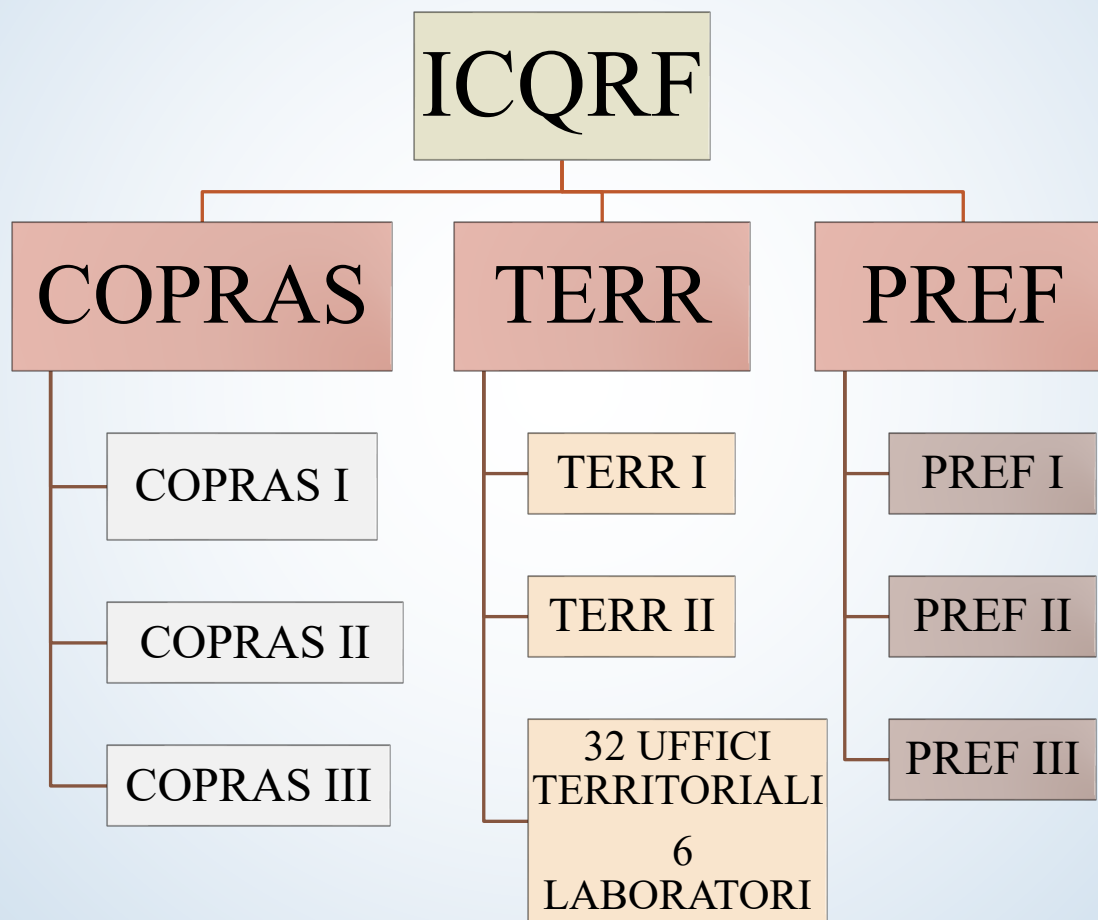 ICQRF
COPRAS
TERR
PREF
COPRAS I
TERR I
PREF I
COPRAS II
TERR II
PREF II
COPRAS III
32 UFFICI
TERRITORIALI
6
LABORATORI
PREF III